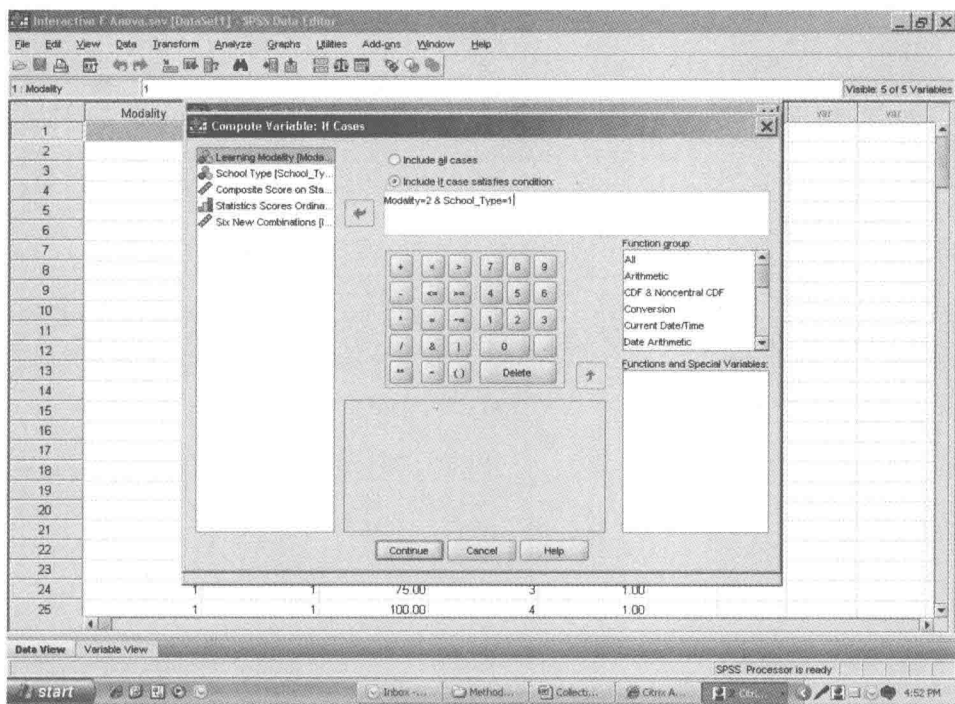 Interactive F Anova.sav [DataSet1] - SPSS Data Editor
File Edit View Data Transform Analyze Graphs Utilities Add-ons Window Help
1 : Modality 1 Visible: 5 of 5 Variables
Modality var var
Compute Variable: If Cases
Learning Modality [Moda...
School Type [School_Ty...
Composite Score on Sta...
Statistics Scores Ordina...
Six New Combinations [I...
Include all cases
Include if case satisfies condition:
Modality=2 & School_Type=1
+ < > 7 8 9
- <= >= 4 5 6
* = ~= 1 2 3
/ & | 0
** ~ ( ) Delete
Function group:
All
Arithmetic
CDF & Noncentral CDF
Conversion
Current Date/Time
Date Arithmetic
Functions and Special Variables:
Continue Cancel Help
1
2
3
4
5
6
7
8
9
10
11
12
13
14
15
16
17
18
19
20
21
22
23
24 1 1 75.00 3 1.00
25 1 1 100.00 4 1.00
Data View Variable View
SPSS Processor is ready
start Inbox -... Method... Collecti... Citrix A... 4:52 PM